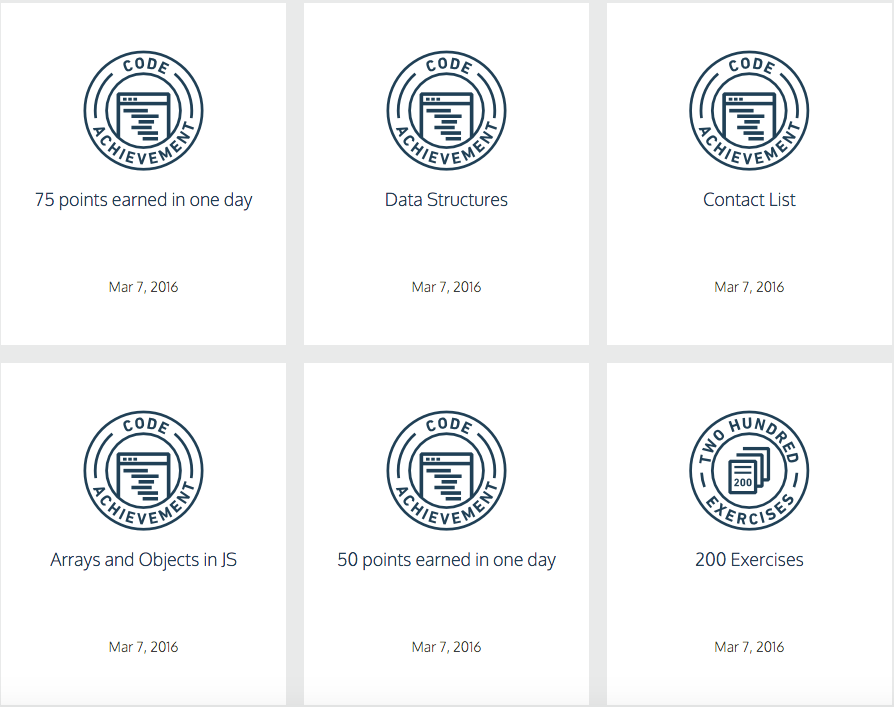 CODE ACHIEVEMENT
75 points earned in one day
Mar 7, 2016
CODE ACHIEVEMENT
Data Structures
Mar 7, 2016
CODE ACHIEVEMENT
Contact List
Mar 7, 2016
CODE ACHIEVEMENT
Arrays and Objects in JS
Mar 7, 2016
CODE ACHIEVEMENT
50 points earned in one day
Mar 7, 2016
TWO HUNDRED
200
EXERCISES
200 Exercises
Mar 7, 2016